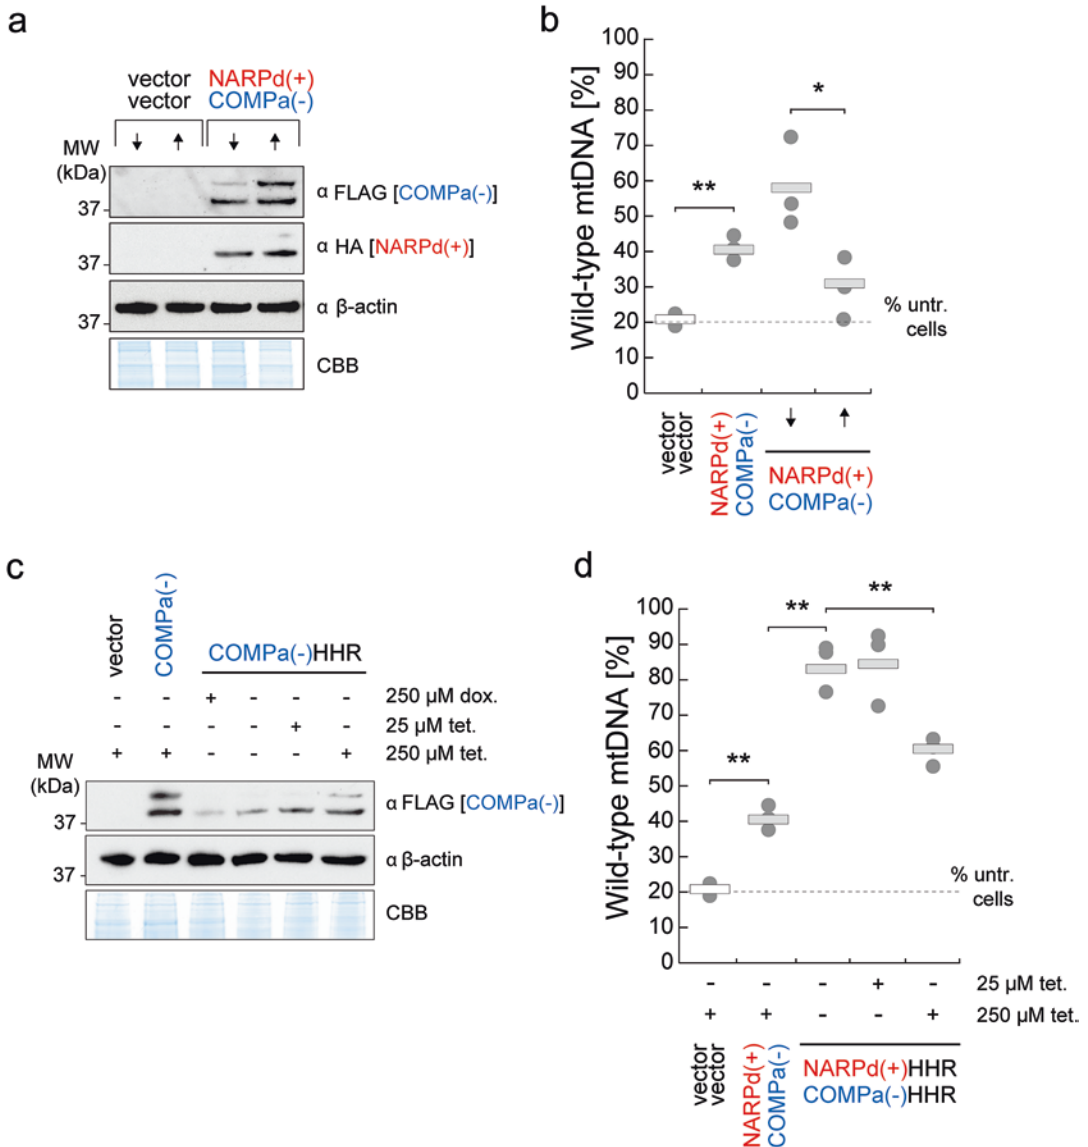 a
vector NARPd(+)
vector COMPa(-)
MW
(kDa)
↓ ↑ ↓ ↑
37
α FLAG [COMPa(-)]
37
α HA [NARPd(+)]
37
α β-actin
CBB
b
Wild-type mtDNA [%]
100
90
80
70
60
50
40
30
20
10
0
**
*
% untr.
cells
vector
vector
NARPd(+)
COMPa(-)
↓ ↑
NARPd(+)
COMPa(-)
c
vector
COMPa(-)
COMPa(-)HHR
- - + - - - 250 µM dox.
- - - - + - 25 µM tet.
+ + - - - + 250 µM tet.
MW
(kDa)
37
α FLAG [COMPa(-)]
37
α β-actin
CBB
d
Wild-type mtDNA [%]
100
90
80
70
60
50
40
30
20
10
0
**
**
**
% untr.
cells
- - - + - 25 µM tet.
+ + - - + 250 µM tet.
vector
vector
NARPd(+)
COMPa(-)
NARPd(+)HHR
COMPa(-)HHR